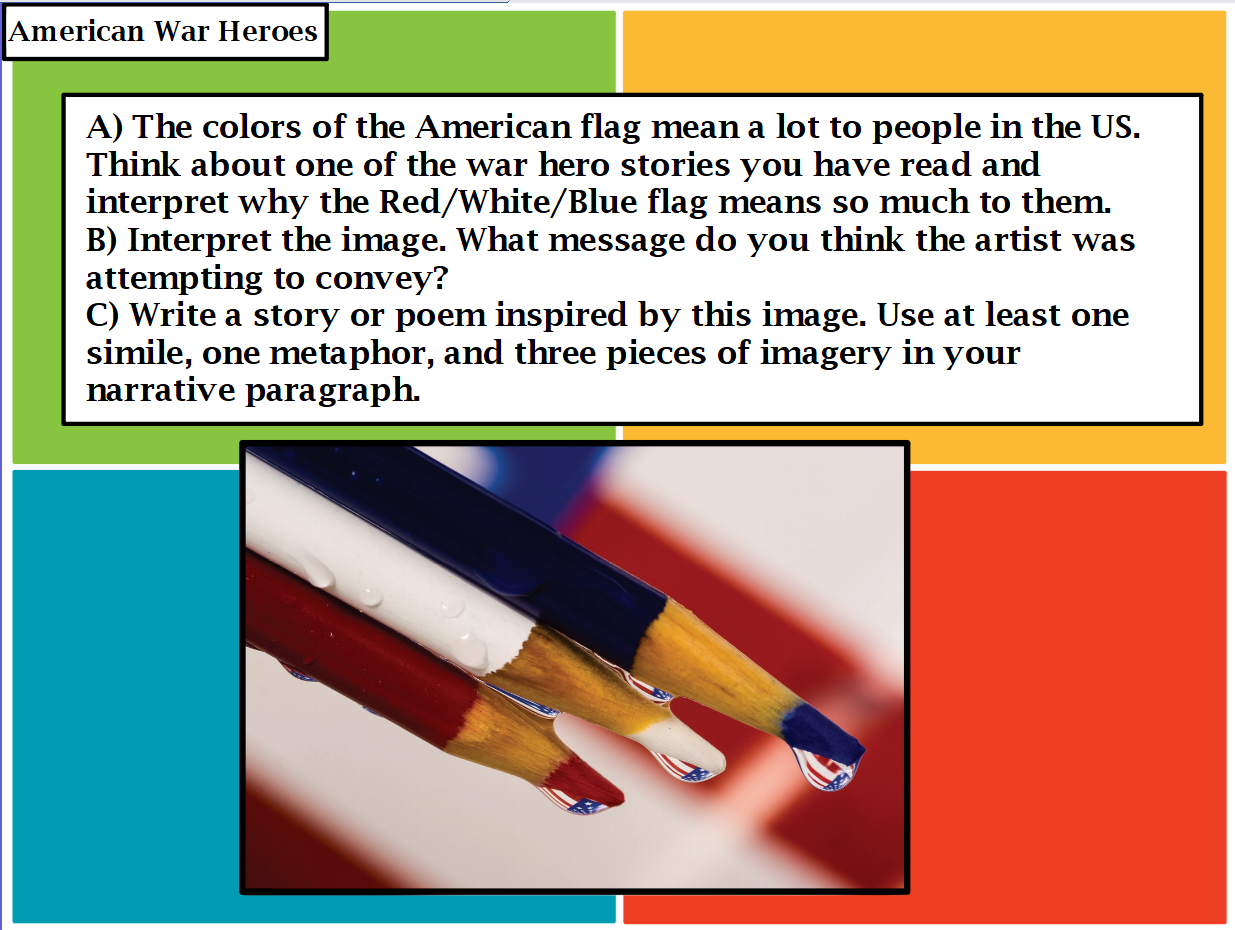 American War Heroes
A) The colors of the American flag mean a lot to people in the US.
Think about one of the war hero stories you have read and
interpret why the Red/White/Blue flag means so much to them.
B) Interpret the image. What message do you think the artist was
attempting to convey?
C) Write a story or poem inspired by this image. Use at least one
simile, one metaphor, and three pieces of imagery in your
narrative paragraph.